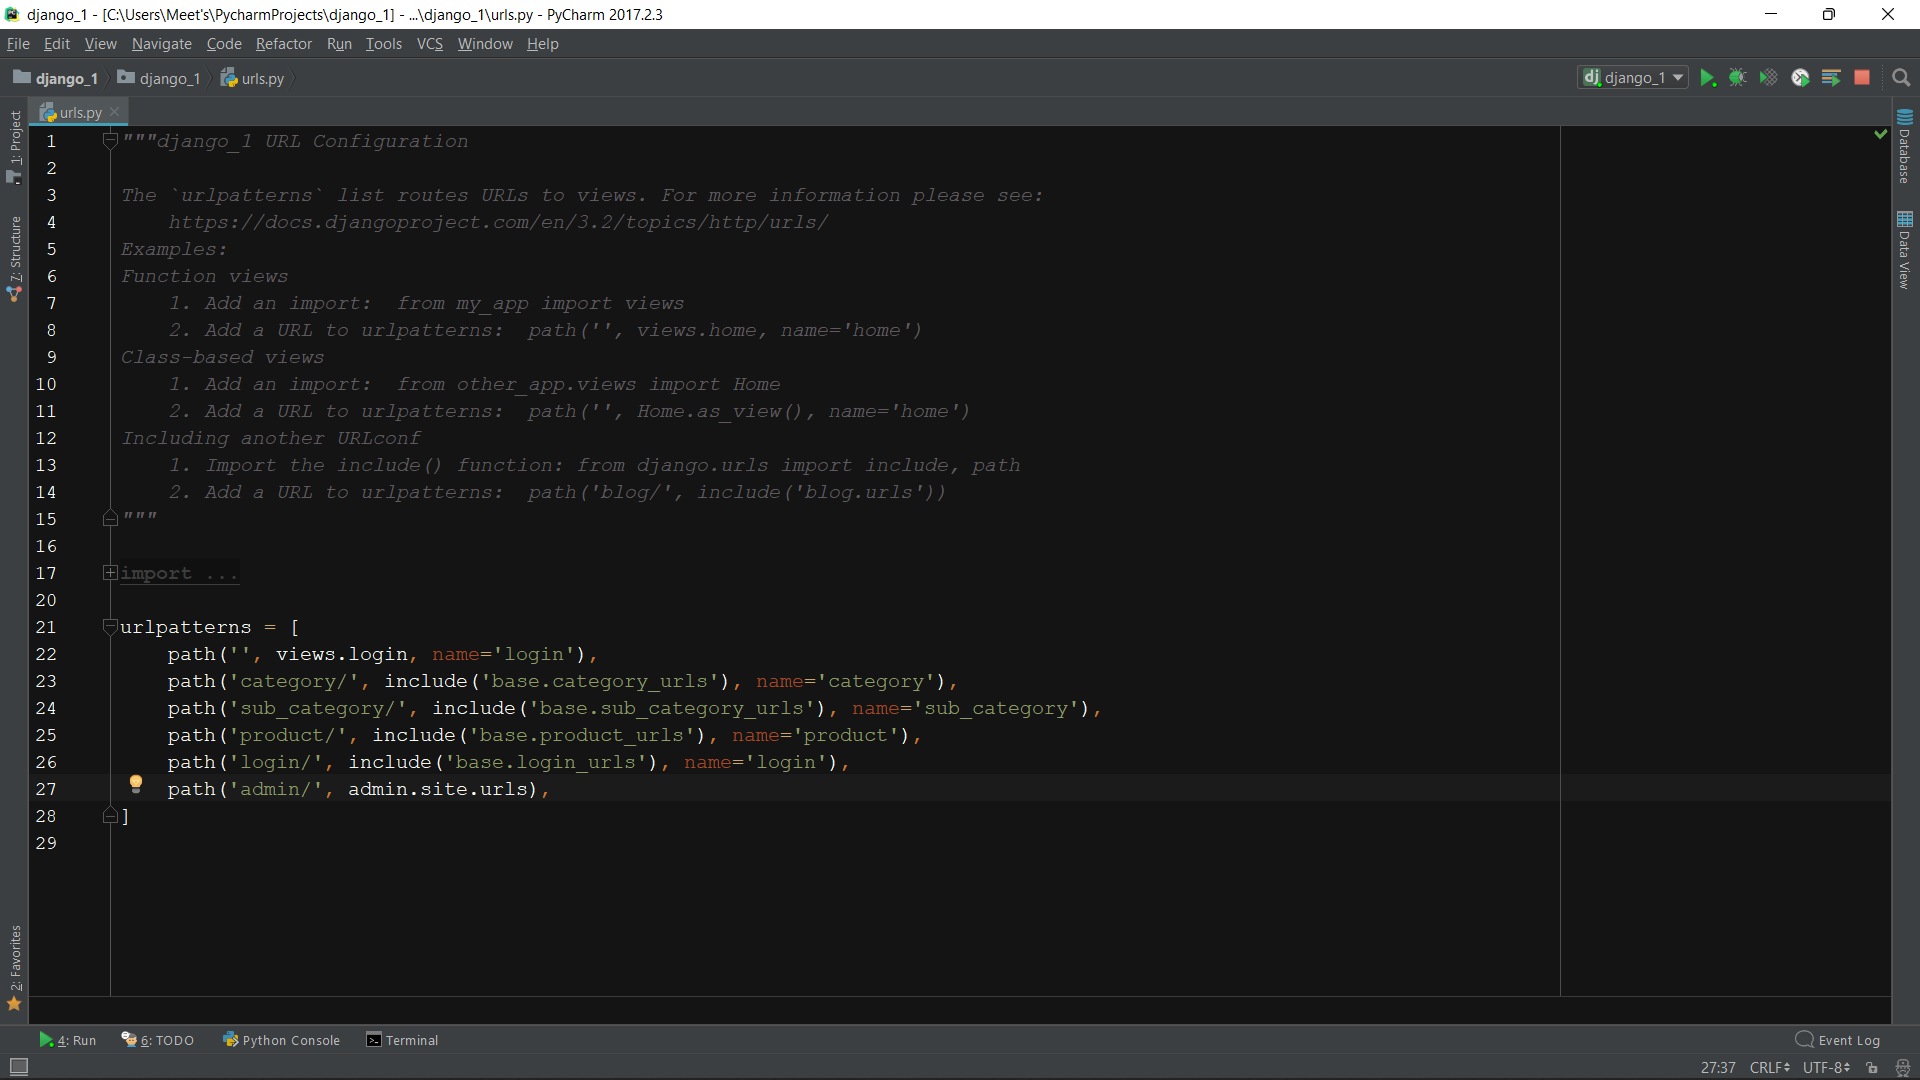 django_1 - [C:\Users\Meet's\PycharmProjects\django_1] - ...\django_1\urls.py - PyCharm 2017.2.3
File Edit View Navigate Code Refactor Run Tools VCS Window Help
django_1 django_1 urls.py
dj django_1
urls.py
1: Project
7: Structure
2: Favorites
Database
Data View
1 """django_1 URL Configuration
2
3 The `urlpatterns` list routes URLs to views. For more information please see:
4     https://docs.djangoproject.com/en/3.2/topics/http/urls/
5 Examples:
6 Function views
7     1. Add an import:  from my_app import views
8     2. Add a URL to urlpatterns:  path('', views.home, name='home')
9 Class-based views
10     1. Add an import:  from other_app.views import Home
11     2. Add a URL to urlpatterns:  path('', Home.as_view(), name='home')
12 Including another URLconf
13     1. Import the include() function: from django.urls import include, path
14     2. Add a URL to urlpatterns:  path('blog/', include('blog.urls'))
15 """
16
17 import ...
20
21 urlpatterns = [
22     path('', views.login, name='login'),
23     path('category/', include('base.category_urls'), name='category'),
24     path('sub_category/', include('base.sub_category_urls'), name='sub_category'),
25     path('product/', include('base.product_urls'), name='product'),
26     path('login/', include('base.login_urls'), name='login'),
27     path('admin/', admin.site.urls),
28 ]
29
4: Run 6: TODO Python Console Terminal Event Log
27:37 CRLF UTF-8